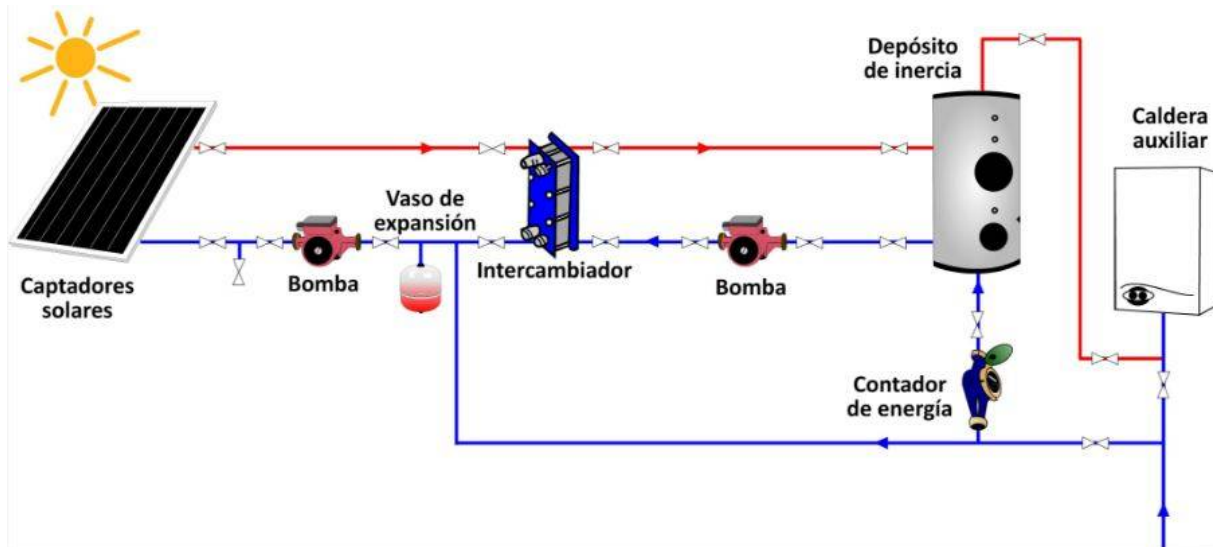 Depósito
de inercia
Caldera
auxiliar
Vaso de
expansión
Captadores
solares
Bomba
Intercambiador
Bomba
Contador
de energía